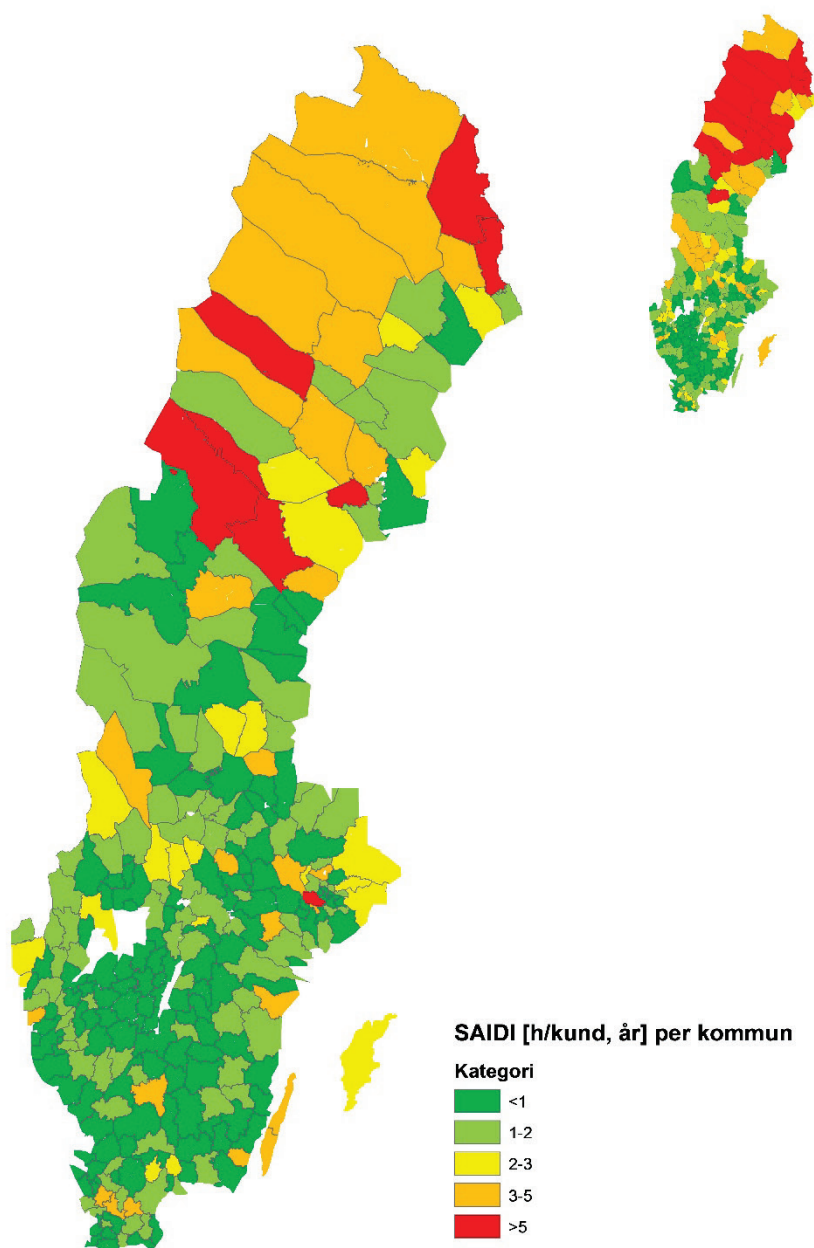 SAIDI [h/kund, år] per kommun
Kategori
<1
1-2
2-3
3-5
>5